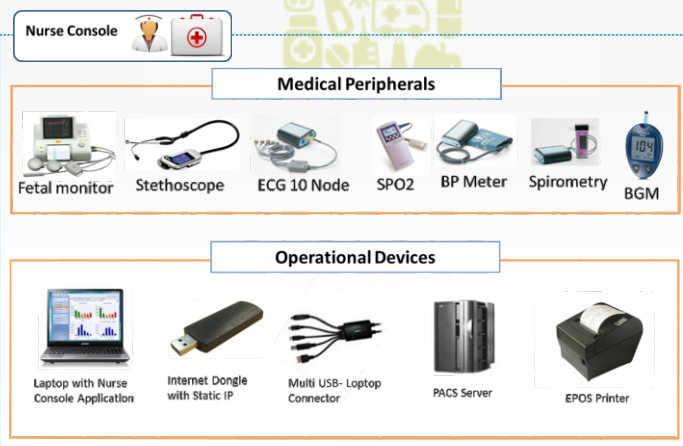 Nurse Console
Medical Peripherals
Fetal monitor
Stethoscope
ECG 10 Node
SPO2
BP Meter
Spirometry
104
BGM
Operational Devices
Laptop with Nurse
Console Application
Internet Dongle
with Static IP
Multi USB- Loptop
Connector
PACS Server
EPOS Printer